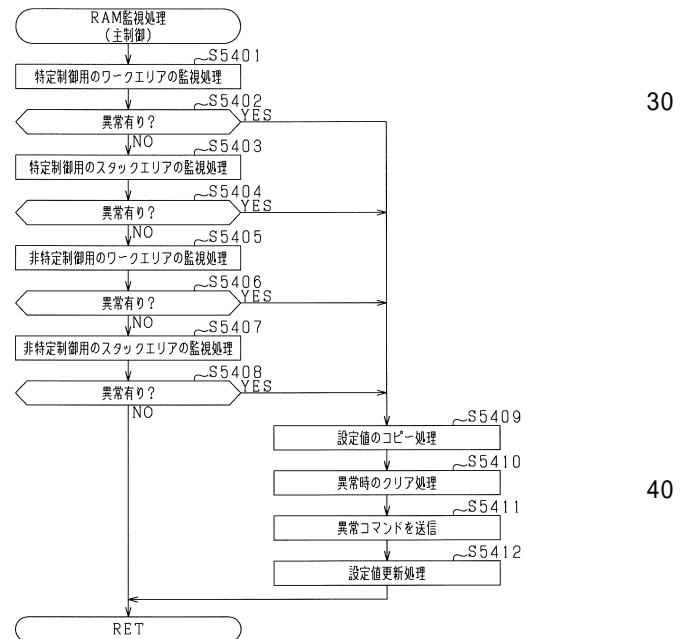 RAM監視処理
(主制御)
S5401
特定制御用のワークエリアの監視処理
S5402
異常有り?
YES
NO
S5403
特定制御用のスタックエリアの監視処理
S5404
異常有り?
YES
NO
S5405
非特定制御用のワークエリアの監視処理
S5406
異常有り?
YES
NO
S5407
非特定制御用のスタックエリアの監視処理
S5408
異常有り?
YES
NO
S5409
設定値のコピー処理
S5410
異常時のクリア処理
S5411
異常コマンドを送信
S5412
設定値更新処理
RET
30
40